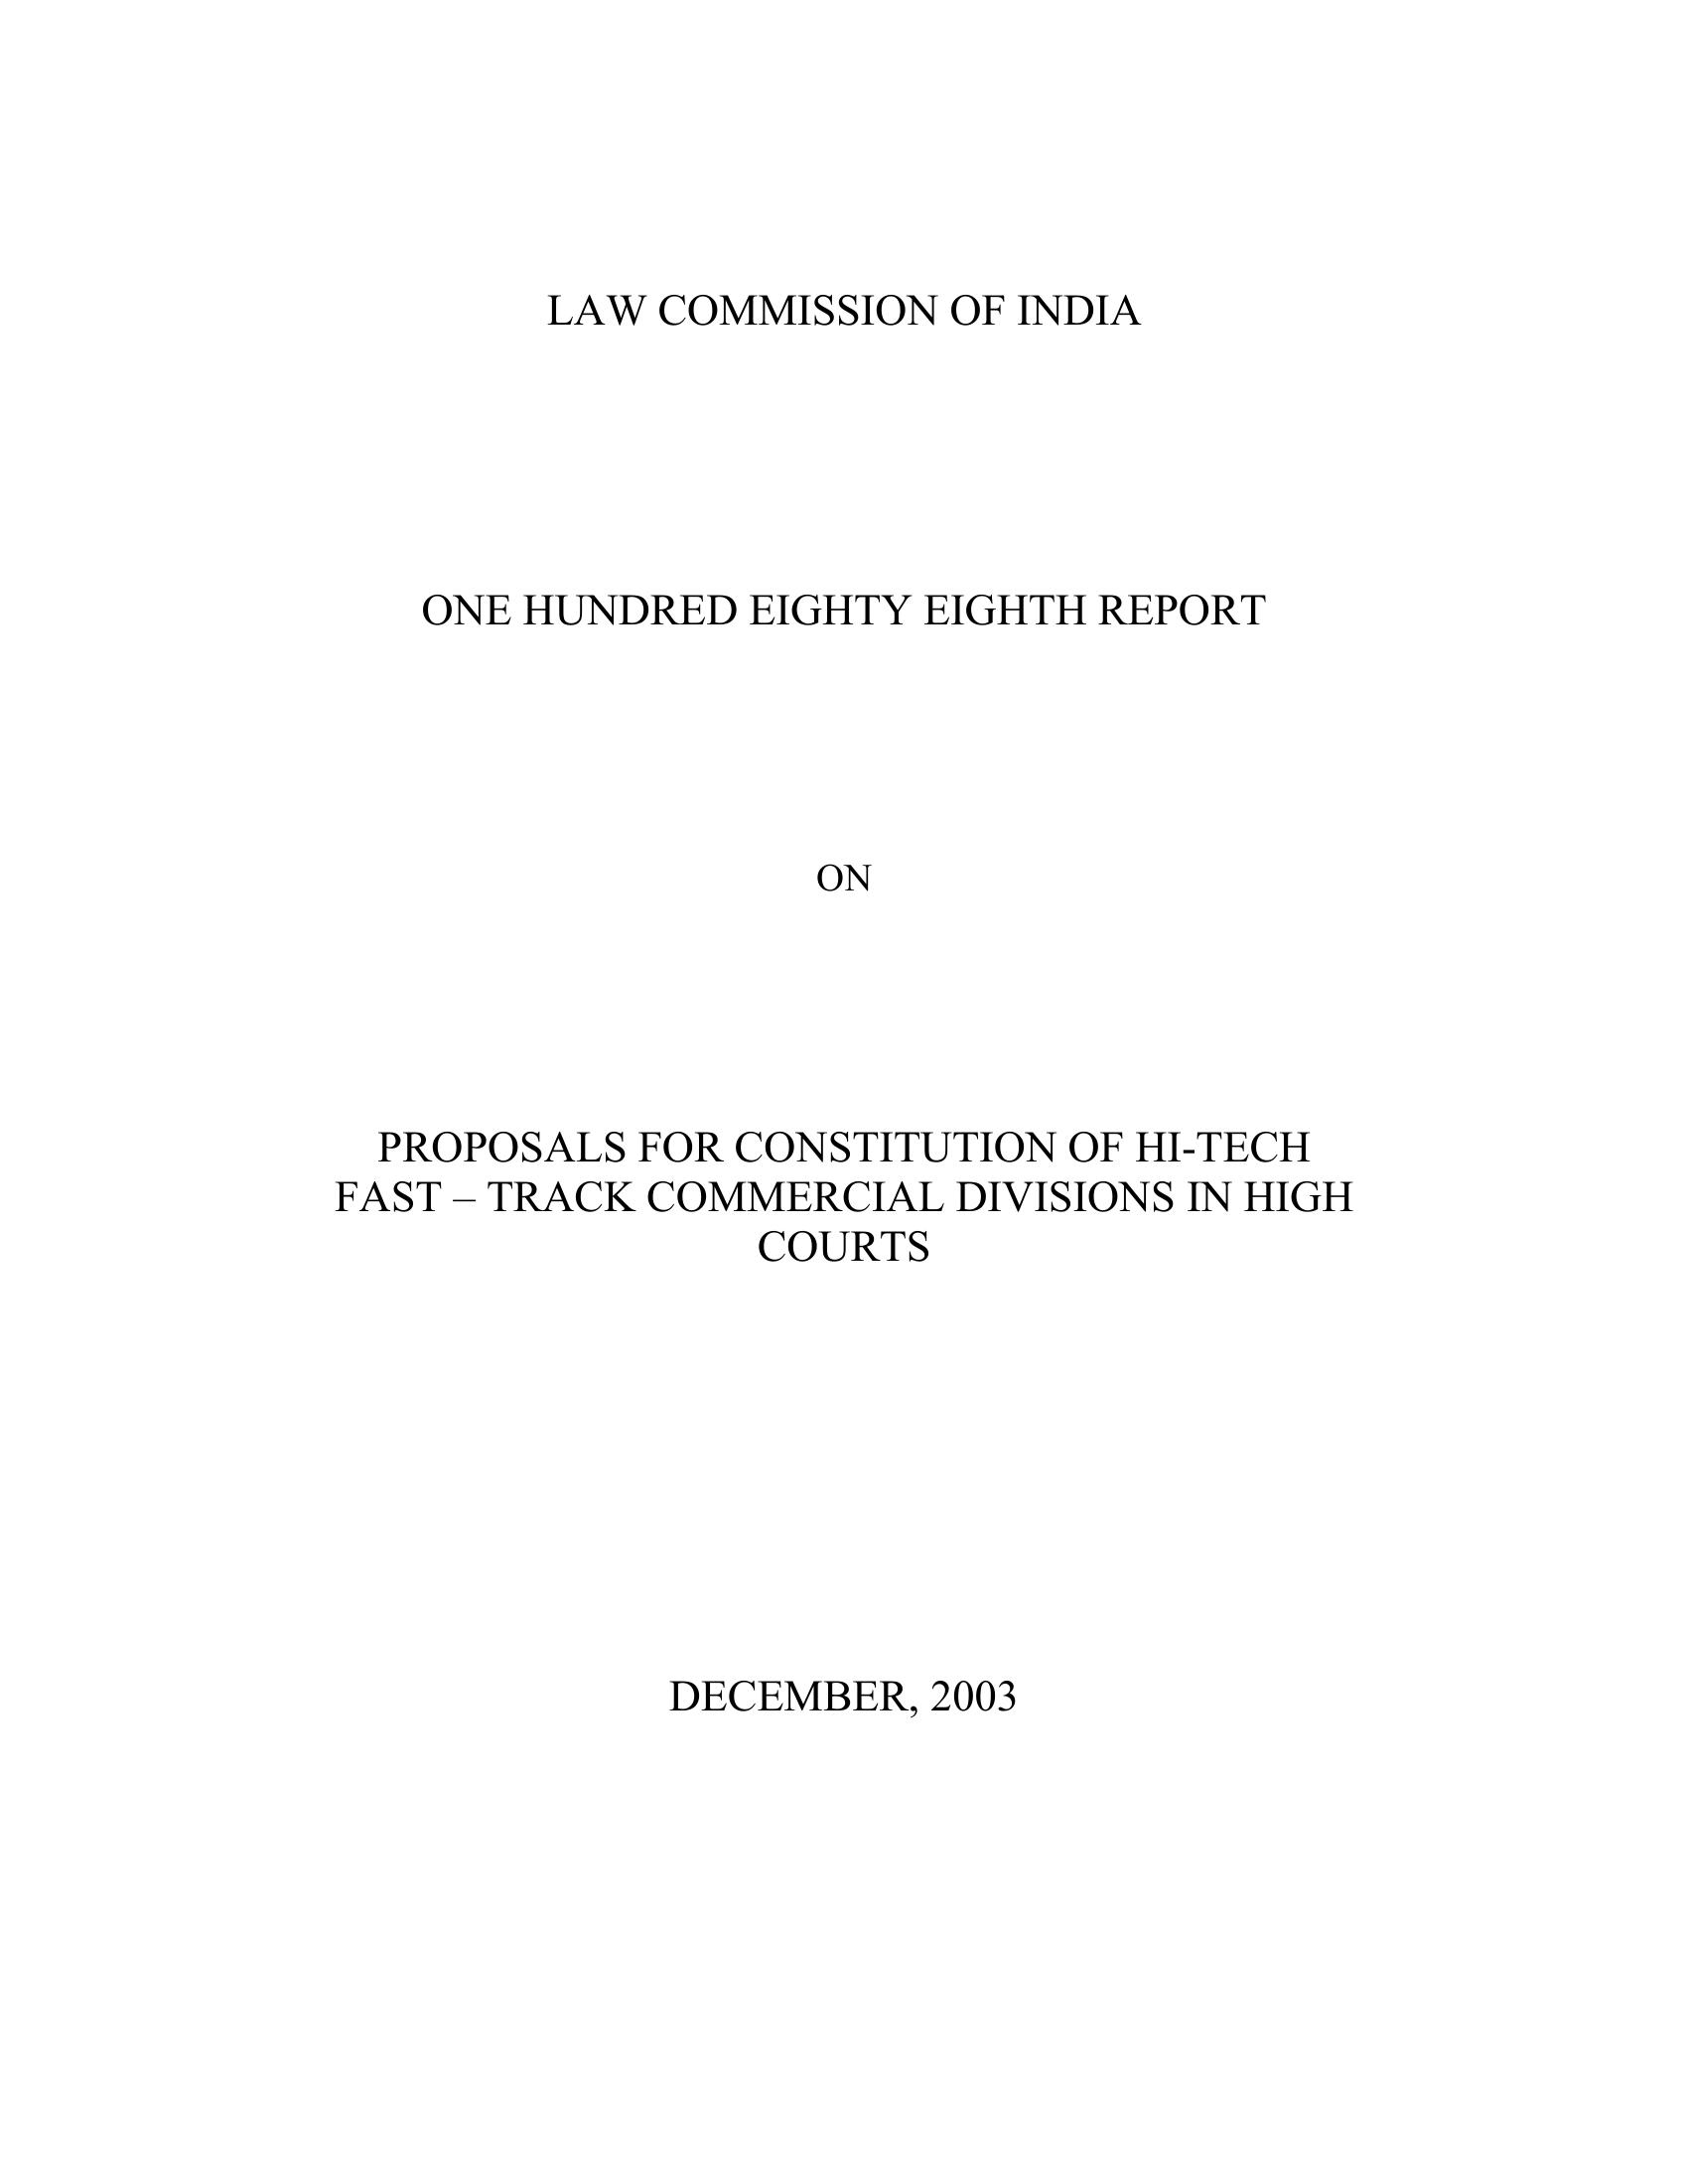 LAW COMMISSION OF INDIA
ONE HUNDRED EIGHTY EIGHTH REPORT
ON
PROPOSALS FOR CONSTITUTION OF HI-TECH
FAST – TRACK COMMERCIAL DIVISIONS IN HIGH
COURTS
DECEMBER, 2003